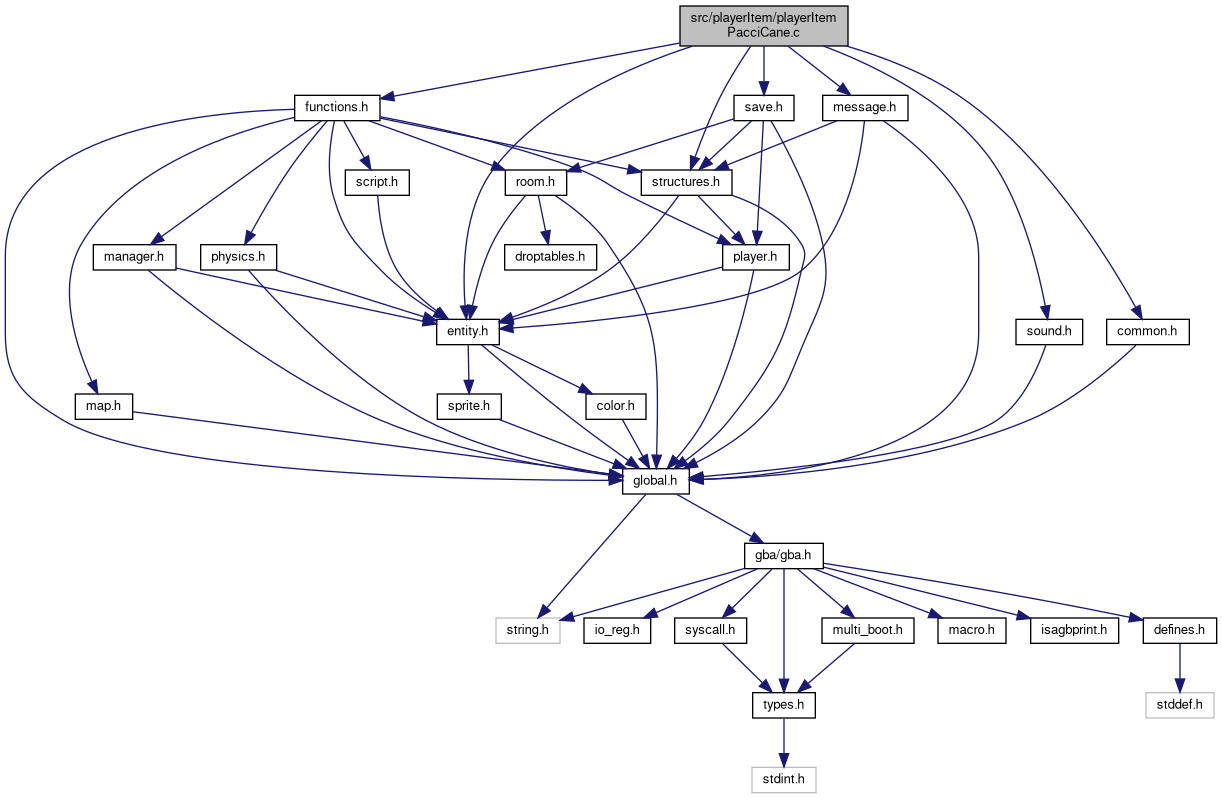 src/playerItem/playerItem
PacciCane.c
functions.h
save.h
message.h
script.h
room.h
structures.h
manager.h
physics.h
droptables.h
player.h
entity.h
sound.h
common.h
map.h
sprite.h
color.h
global.h
gba/gba.h
string.h
io_reg.h
syscall.h
multi_boot.h
macro.h
isagbprint.h
defines.h
types.h
stddef.h
stdint.h